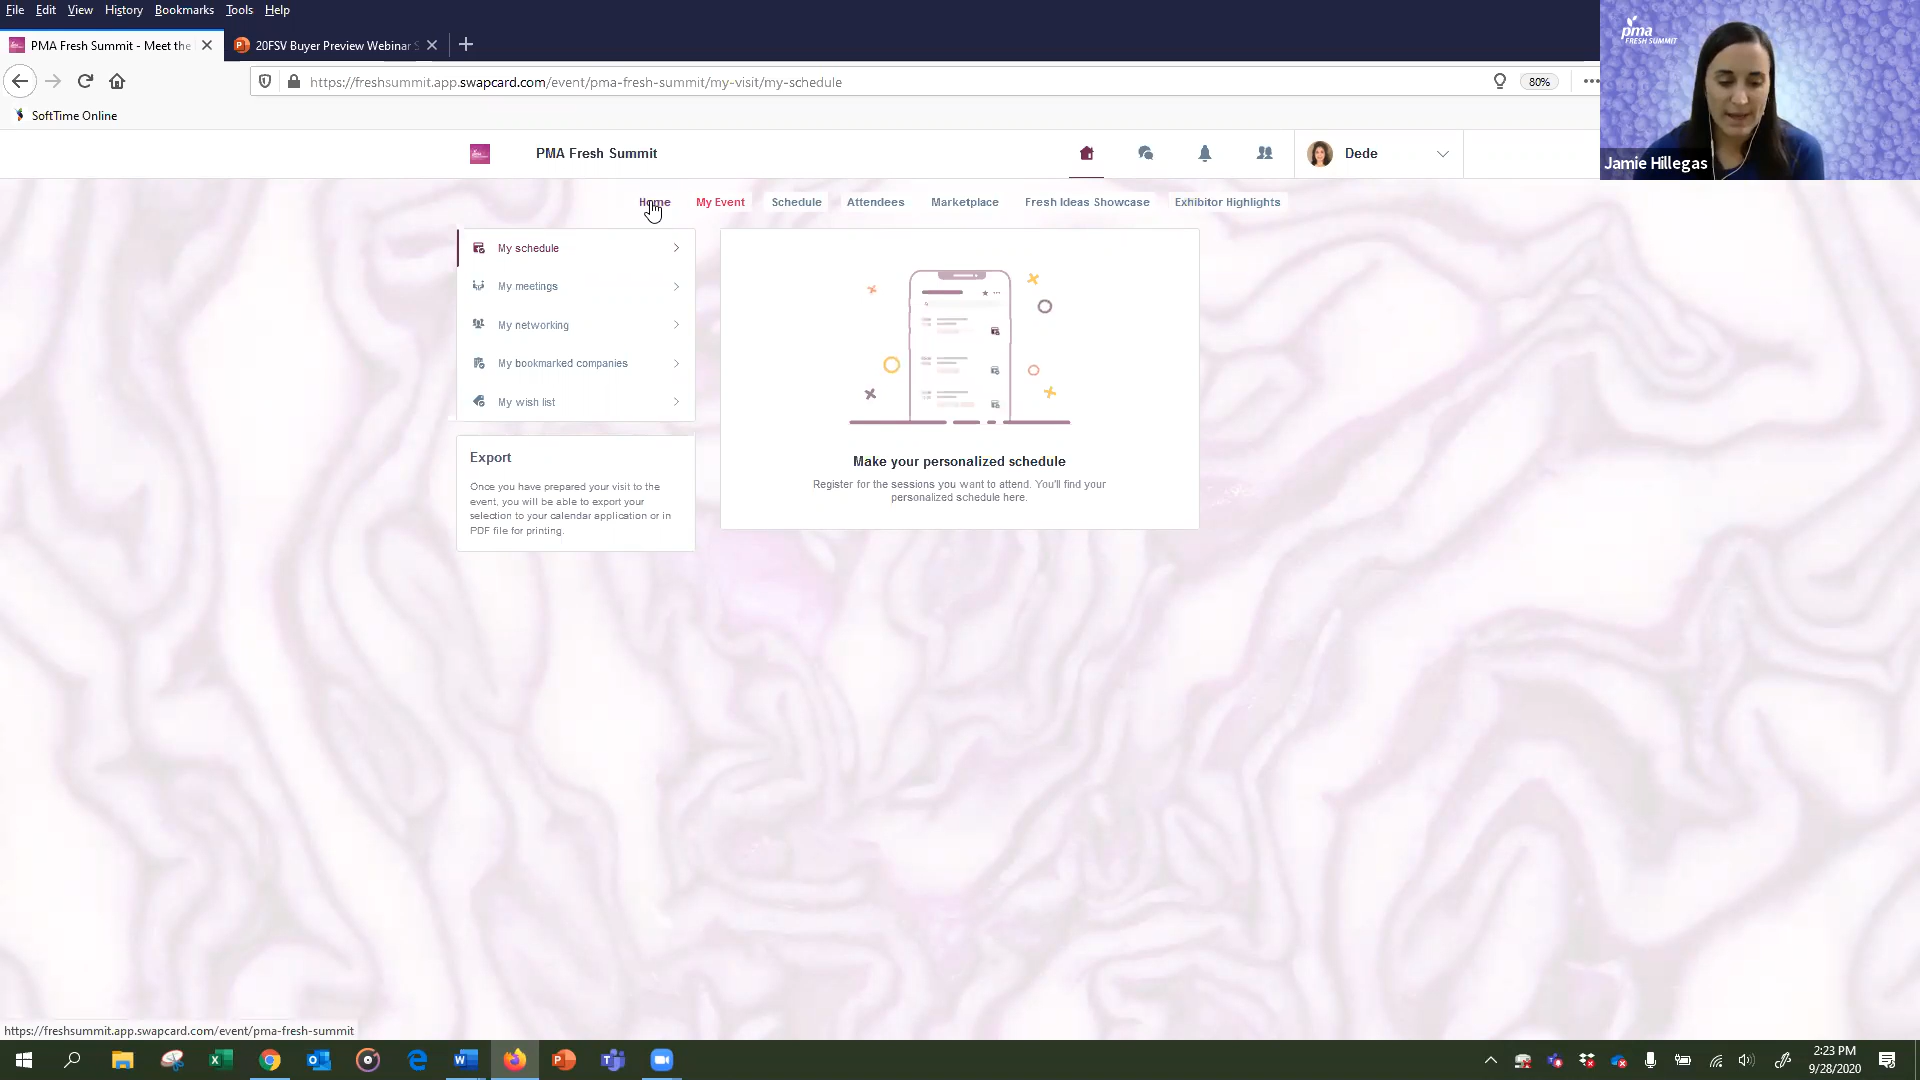 File Edit View History Bookmarks Tools Help
PMA Fresh Summit - Meet the
20FSV Buyer Preview Webinar S
https://freshsummit.app.swapcard.com/event/pma-fresh-summit/my-visit/my-schedule
80%
SoftTime Online
pma
FRESH SUMMIT
Jamie Hillegas
PMA Fresh Summit
Dede
Home My Event Schedule Attendees Marketplace Fresh Ideas Showcase Exhibitor Highlights
My schedule
My meetings
My networking
My bookmarked companies
My wish list
Export
Once you have prepared your visit to the
event, you will be able to export your
selection to your calendar application or in
PDF file for printing.
Make your personalized schedule
Register for the sessions you want to attend. You'll find your
personalized schedule here.
https://freshsummit.app.swapcard.com/event/pma-fresh-summit
2:23 PM
9/28/2020